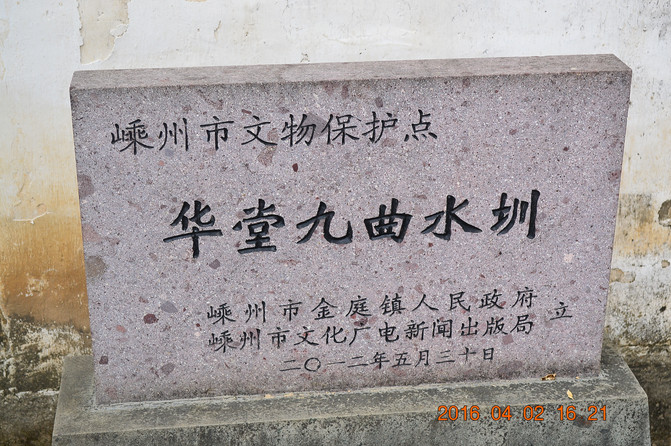 嵊州市文物保护点
华堂九曲水圳
嵊州市金庭镇人民政府
嵊州市文化广电新闻出版局 立
二〇一二年五月三十日
2016 04 02 16 21